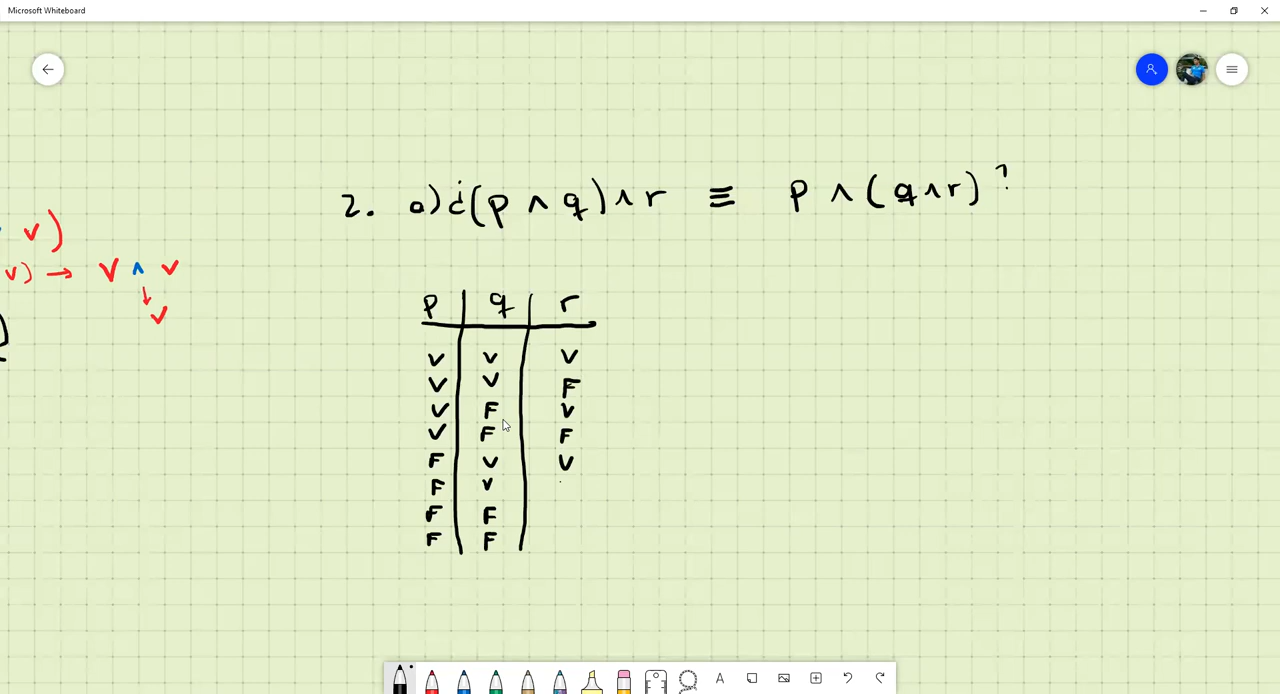 Microsoft Whiteboard
2. a) ¿(p ∧ q) ∧ r ≡ p ∧ (q ∧ r)?
v)
v) → v ∧ v
↓
v
p q r
V V V
V V F
V F V
V F F
F V V
F V
F F
F F
A